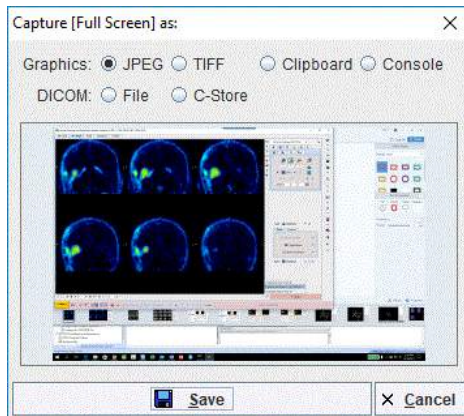 Capture [Full Screen] as:
Graphics: JPEG TIFF Clipboard Console
DICOM: File C-Store
Save Cancel